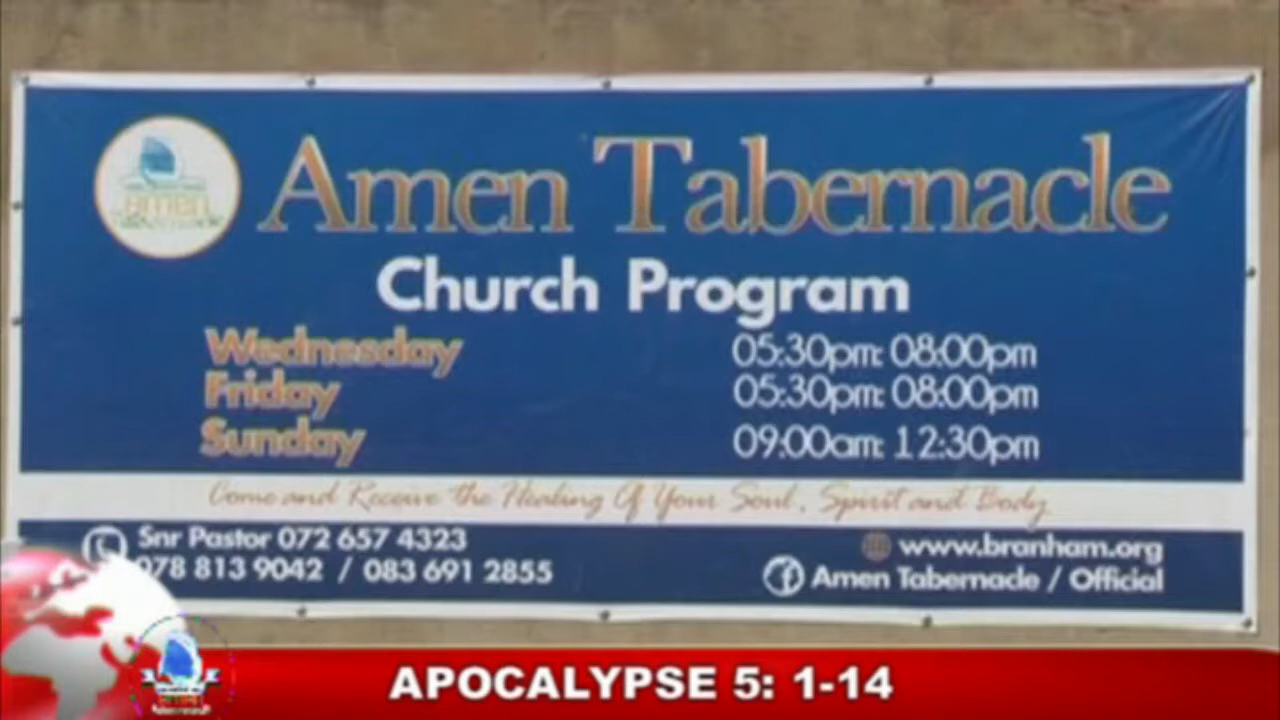 amen
Amen Tabernacle
Church Program
Wednesday 05:30pm: 08:00pm
Friday 05:30pm: 08:00pm
Sunday 09:00am: 12:30pm
Come and Receive the Healing Of Your Soul, Spirit and Body
Snr Pastor 072 657 4323
078 813 9042 / 083 691 2855
www.branham.org
Amen Tabernacle / Official
APOCALYPSE 5: 1-14